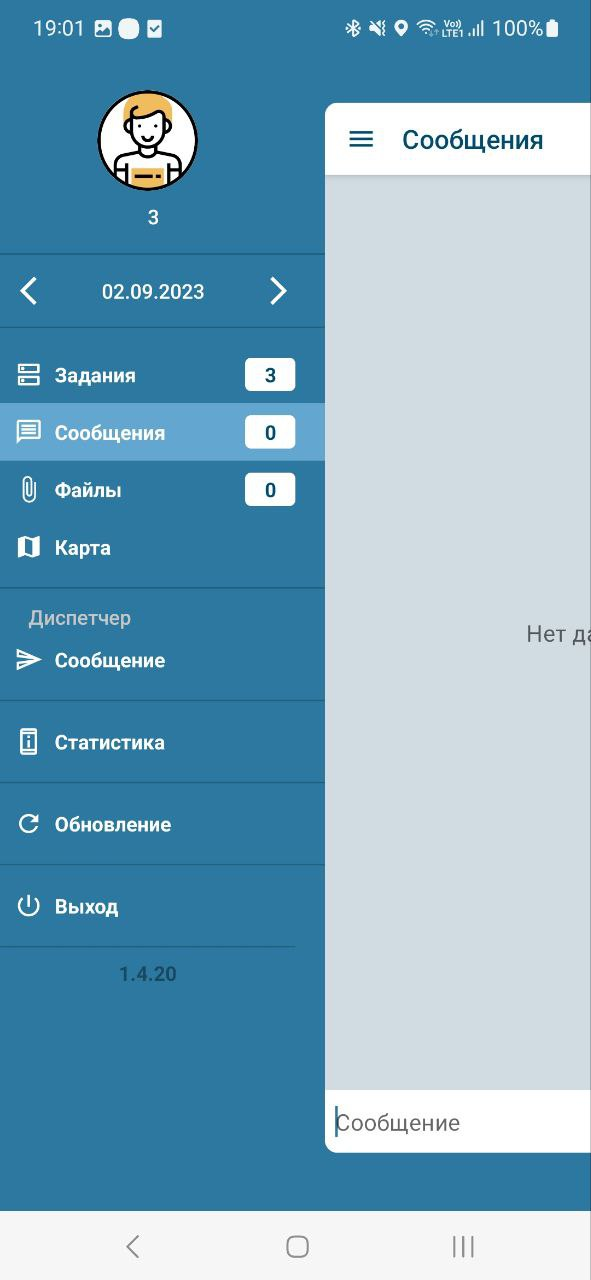 19:01
Vo)) LTE1 100%
3
02.09.2023
Задания 3
Сообщения 0
Файлы 0
Карта
Диспетчер
Сообщение
Статистика
Обновление
Выход
1.4.20
Сообщения
Нет да
Сообщение